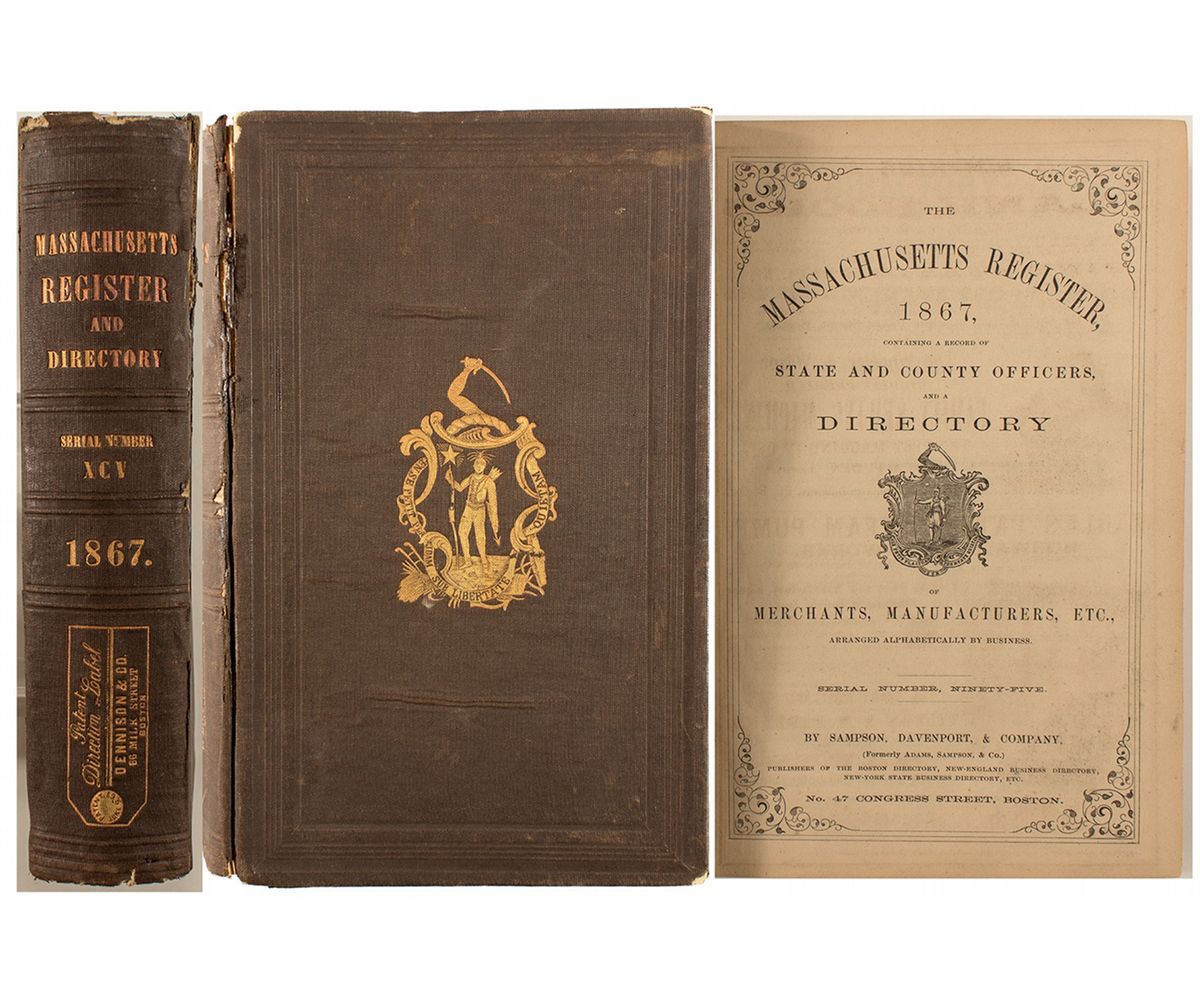 MASSACHUSETTS
REGISTER
AND
DIRECTORY
SERIAL NUMBER
XCV
1867.
Patent
Direction Label
DENNISON & CO.
86 MILK STREET
BOSTON
ENSE PETIT
SUB LIBERTATE
QUIETAM
THE
MASSACHUSETTS REGISTER,
1867,
CONTAINING A RECORD OF
STATE AND COUNTY OFFICERS,
AND A
DIRECTORY
OF
MERCHANTS, MANUFACTURERS, ETC.,
ARRANGED ALPHABETICALLY BY BUSINESS.
SERIAL NUMBER, NINETY-FIVE.
BY SAMPSON, DAVENPORT, & COMPANY,
(Formerly ADAMS, SAMPSON, & Co.)
PUBLISHERS OF THE BOSTON DIRECTORY, NEW-ENGLAND BUSINESS DIRECTORY,
NEW-YORK STATE BUSINESS DIRECTORY, ETC.
No. 47 CONGRESS STREET, BOSTON.